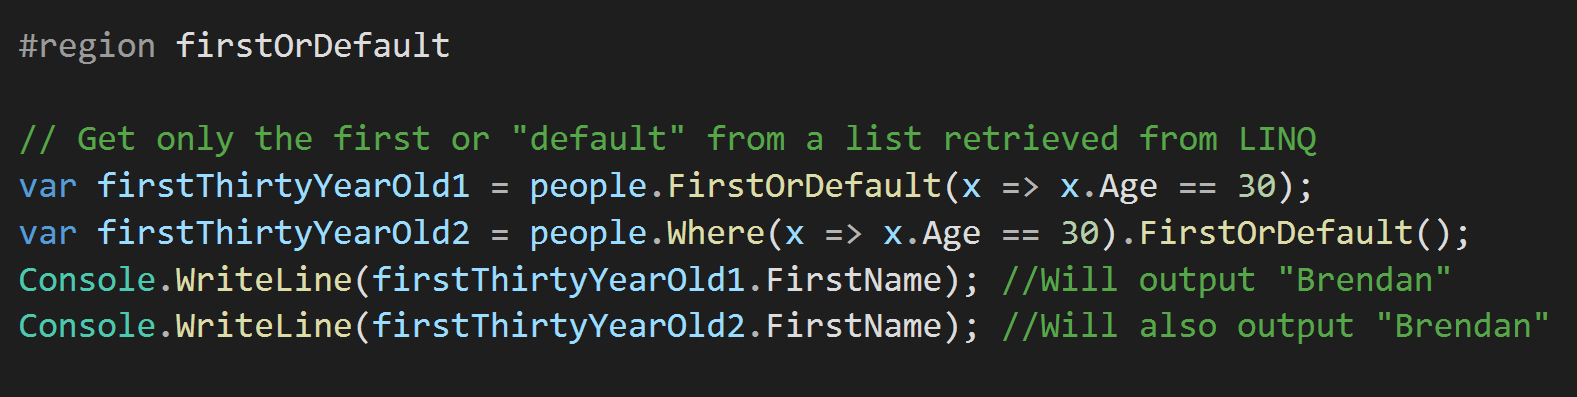 #region firstOrDefault
// Get only the first or "default" from a list retrieved from LINQ
var firstThirtyYearOld1 = people.FirstOrDefault(x => x.Age == 30);
var firstThirtyYearOld2 = people.Where(x => x.Age == 30).FirstOrDefault();
Console.WriteLine(firstThirtyYearOld1.FirstName); //Will output "Brendan"
Console.WriteLine(firstThirtyYearOld2.FirstName); //Will also output "Brendan"